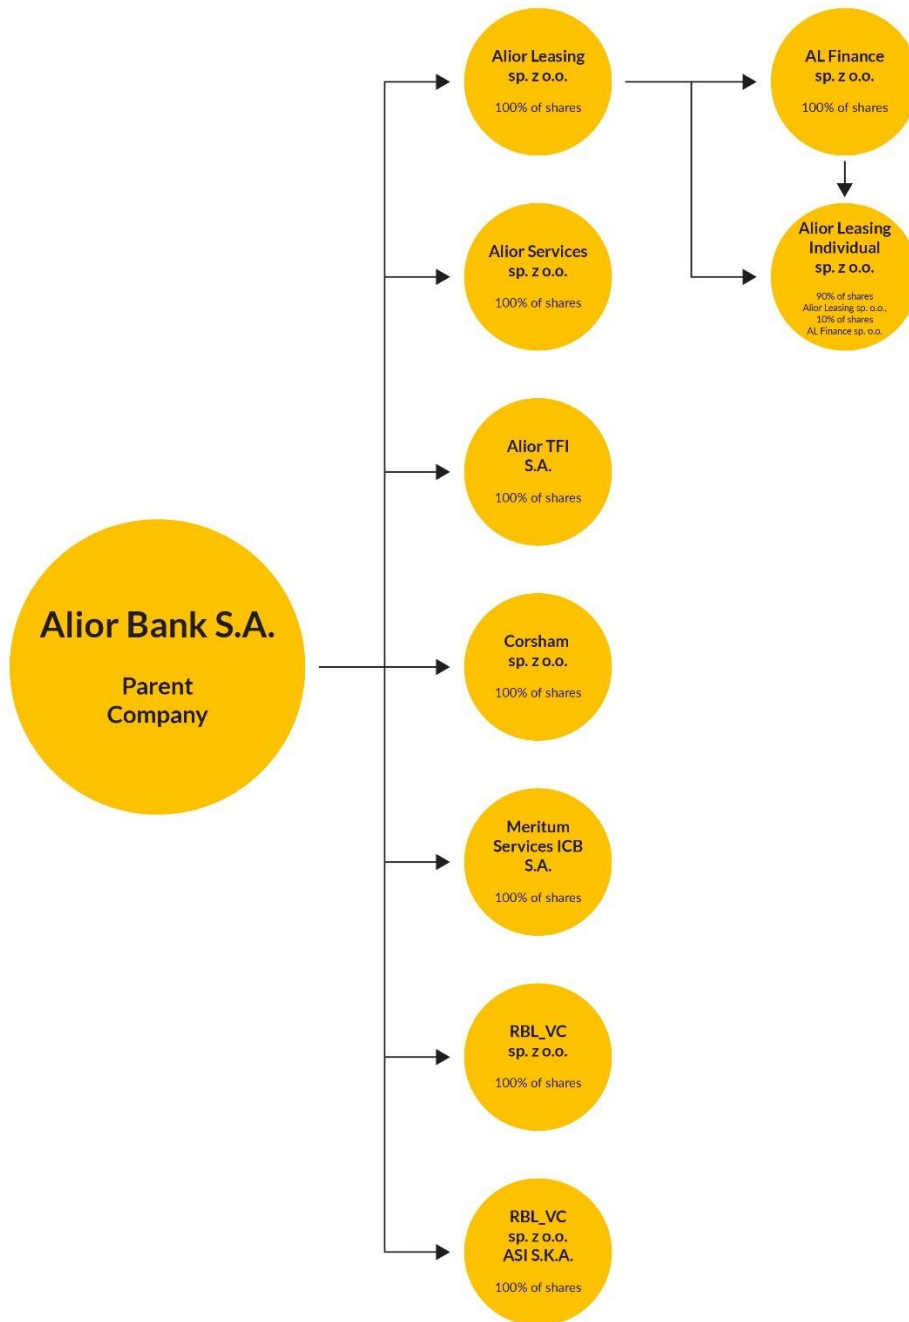 Alior Bank S.A.
Parent
Company
Alior Leasing
sp. z o.o.
100% of shares
AL Finance
sp. z o.o.
100% of shares
Alior Leasing
Individual
sp. z o.o.
90% of shares
Alior Leasing sp. o.o.,
10% of shares
AL Finance sp. o.o.
Alior Services
sp. z o.o.
100% of shares
Alior TFI
S.A.
100% of shares
Corsham
sp. z o.o.
100% of shares
Meritum
Services ICB
S.A.
100% of shares
RBL_VC
sp. z o.o.
100% of shares
RBL_VC
sp. z o.o.
ASI S.K.A.
100% of shares